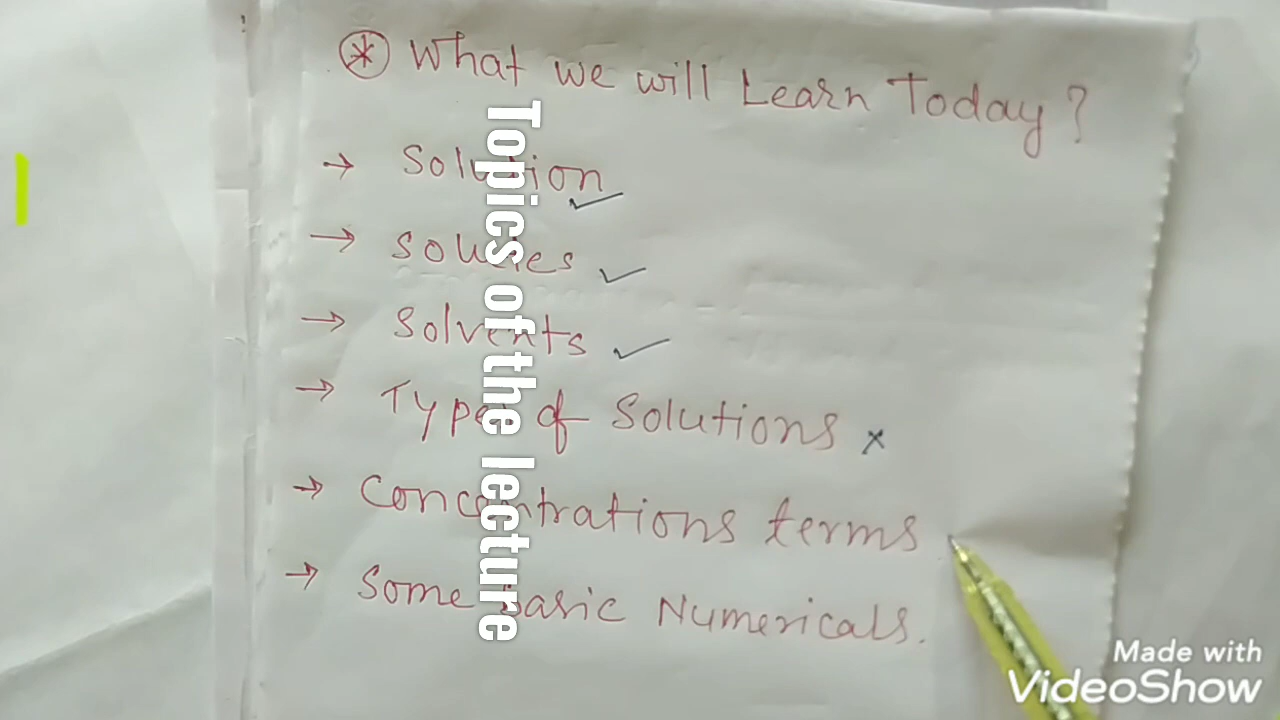 * What we will Learn Today ?
→ Solution ✓
→ Solutes ✓
→ Solvents ✓
→ Types of Solutions ×
→ Concentrations terms
→ Some basic Numericals.
Topics of the lecture
Made with
VideoShow